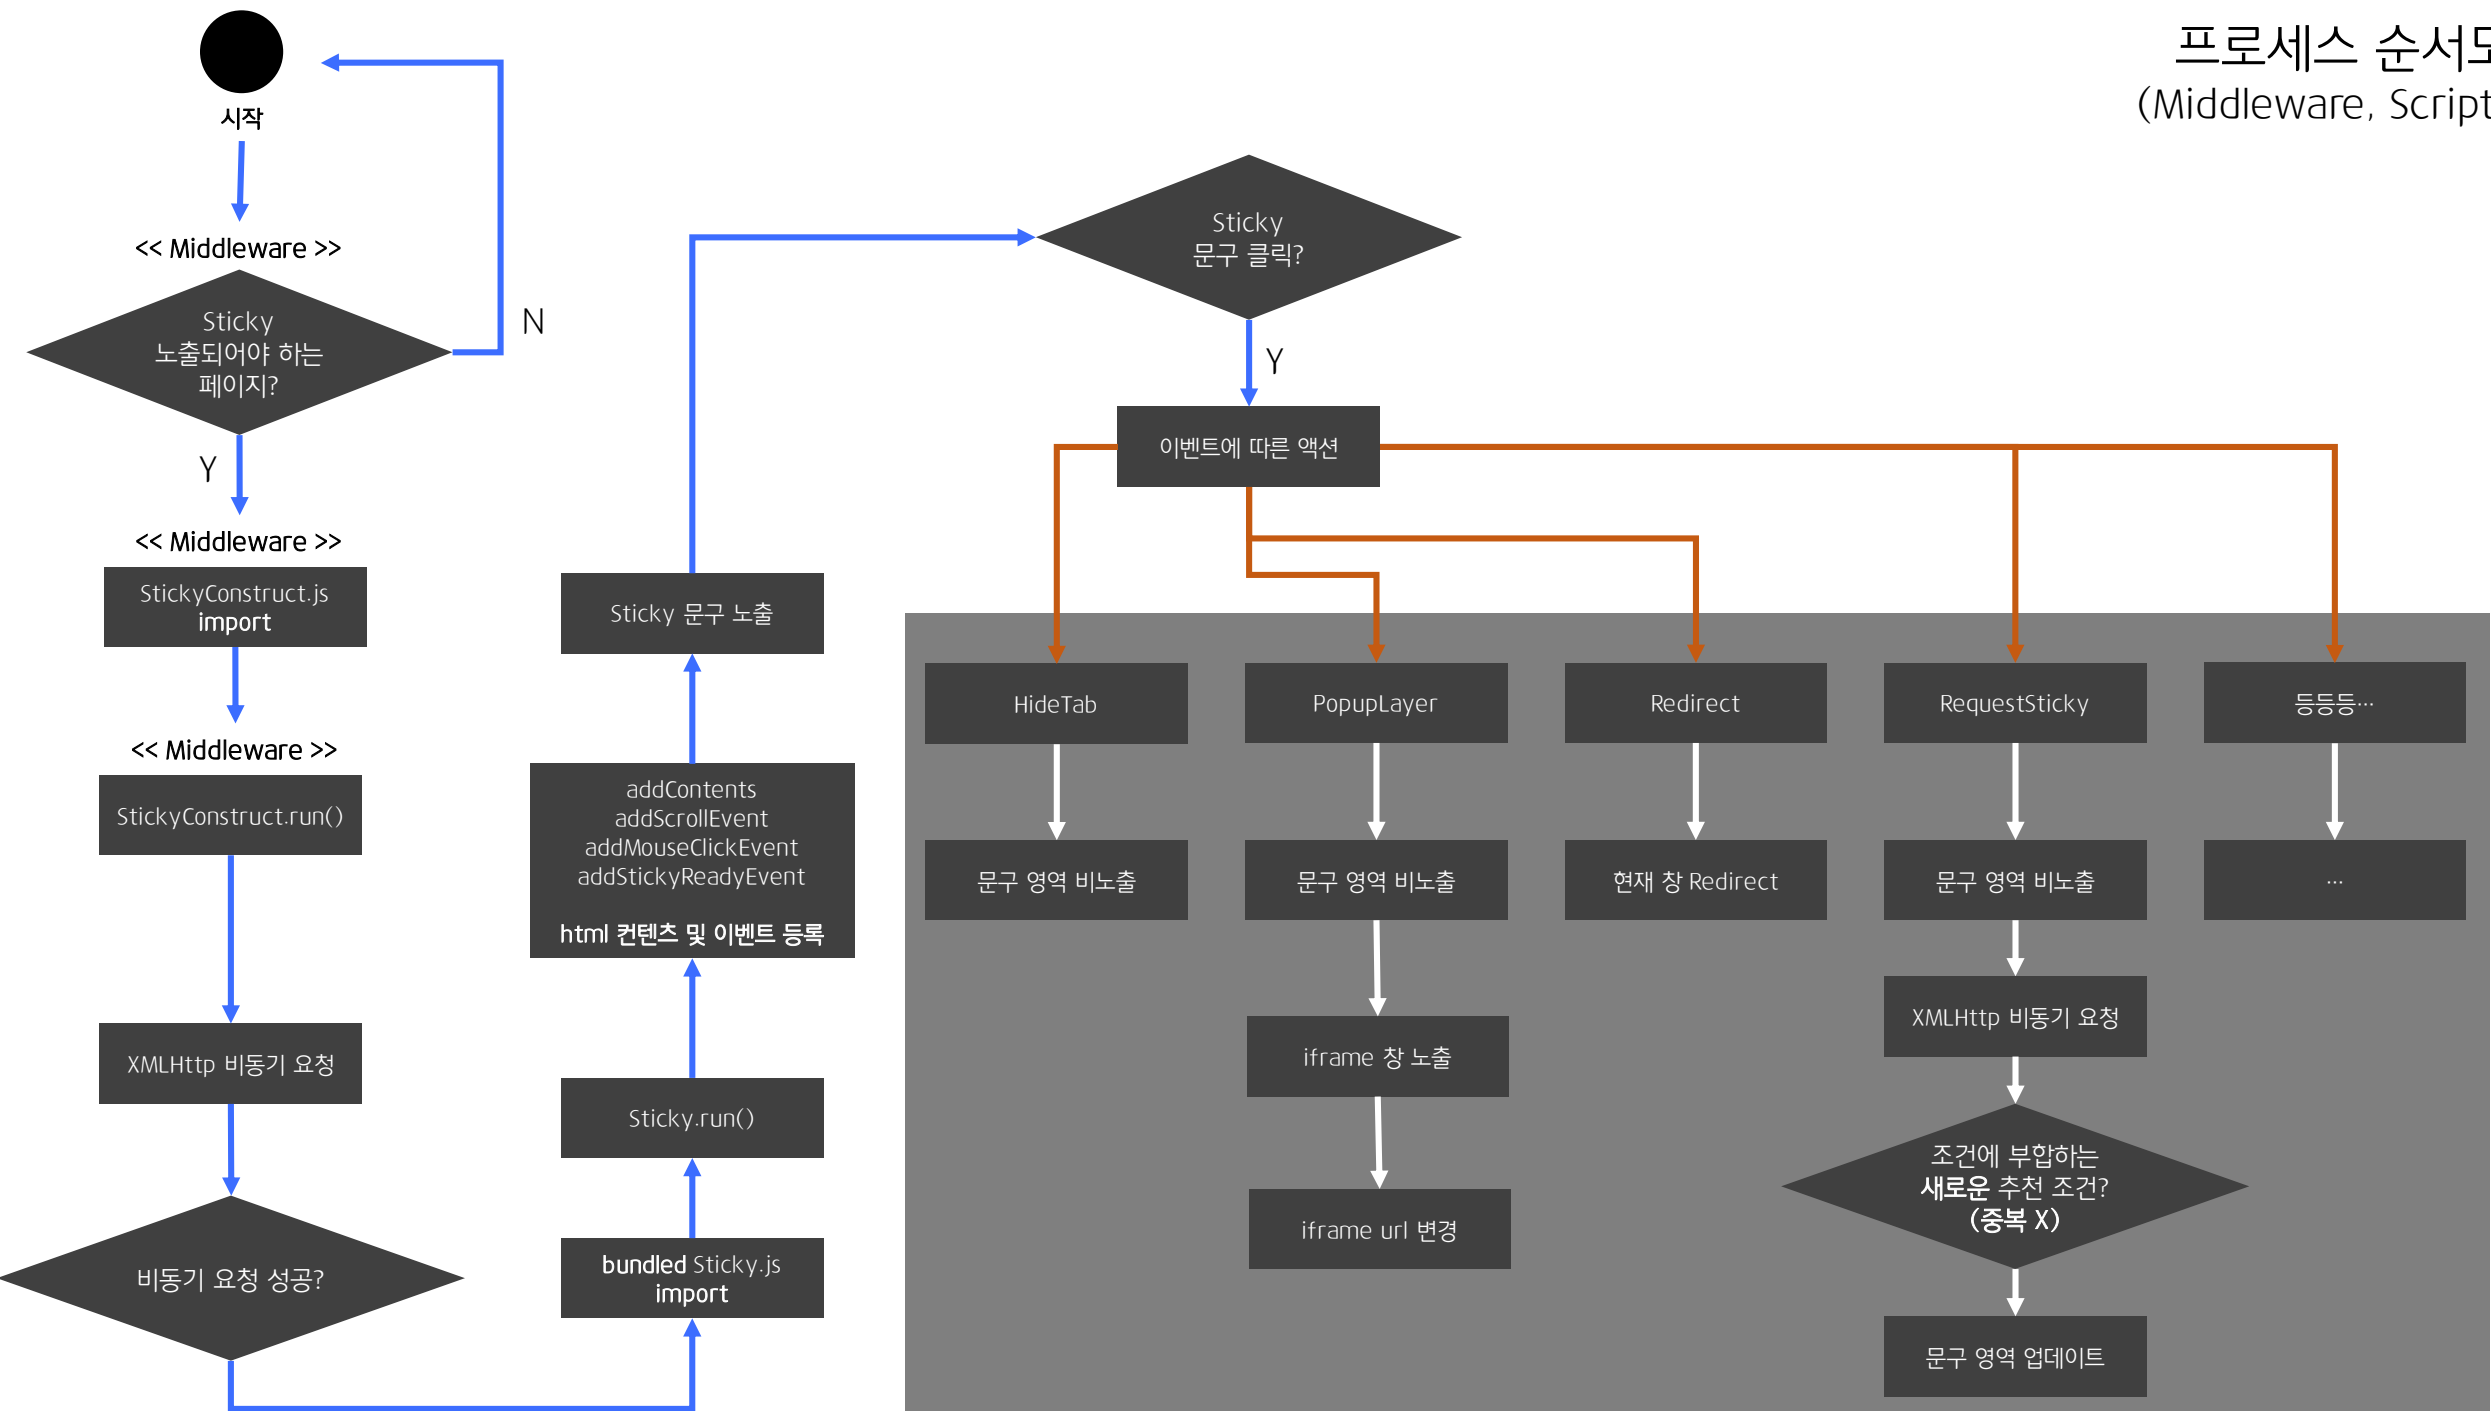 프로세스 순서도
(Middleware, Script
시작
<< Middleware >>
Sticky
노출되어야 하는
페이지?
N
Y
<< Middleware >>
StickyConstruct.js
import
<< Middleware >>
StickyConstruct.run()
XMLHttp 비동기 요청
비동기 요청 성공?
bundled Sticky.js
import
Sticky.run()
addContents
addScrollEvent
addMouseClickEvent
addStickyReadyEvent
html 컨텐츠 및 이벤트 등록
Sticky 문구 노출
Sticky
문구 클릭?
Y
이벤트에 따른 액션
HideTab
문구 영역 비노출
PopupLayer
문구 영역 비노출
iframe 창 노출
iframe url 변경
Redirect
현재 창 Redirect
RequestSticky
문구 영역 비노출
XMLHttp 비동기 요청
조건에 부합하는
새로운 추천 조건?
(중복 X)
문구 영역 업데이트
등등등...
...